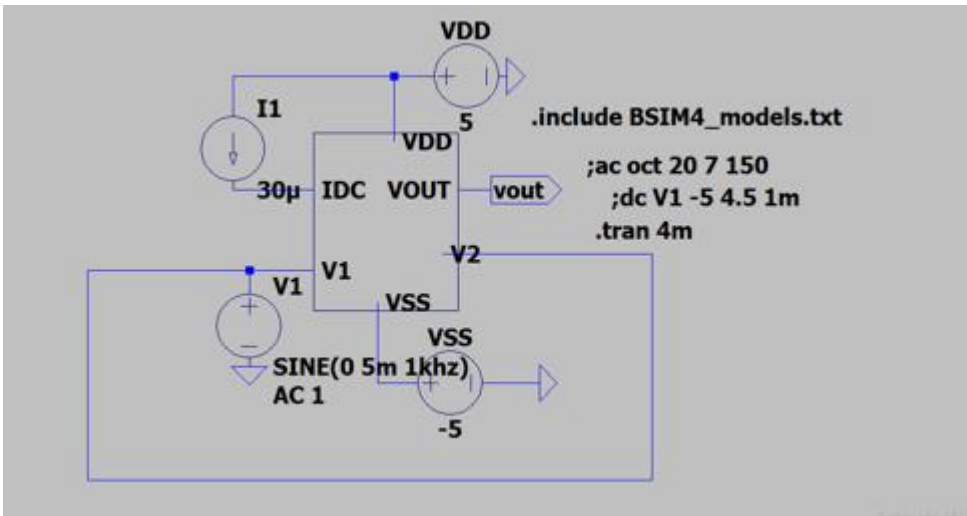 VDD
I1
5
.include BSIM4_models.txt
VDD
;ac oct 20 7 150
30µ
IDC
VOUT
vout
;dc V1 -5 4.5 1m
.tran 4m
V2
V1
V1
VSS
VSS
SINE(0 5m 1khz)
AC 1
-5